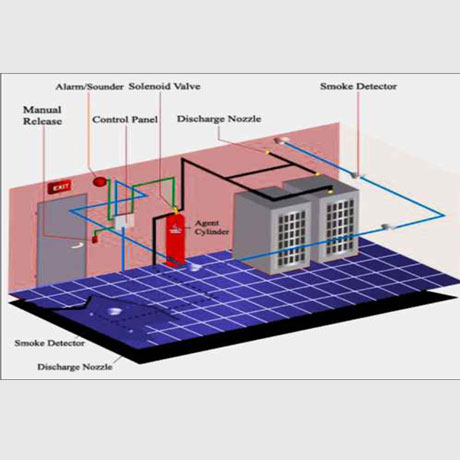 Alarm/Sounder
Solenoid Valve
Smoke Detector
Manual
Release
Control Panel
Discharge Nozzle
EXIT
Agent
Cylinder
Smoke Detector
Discharge Nozzle